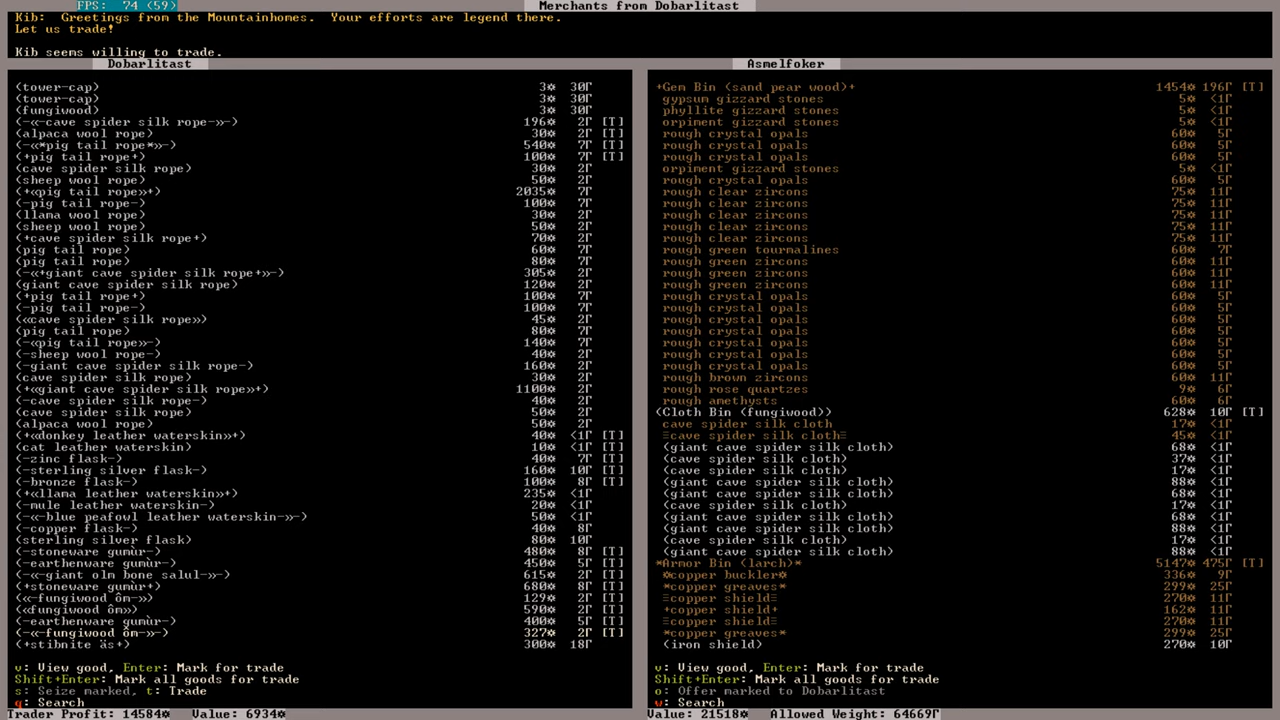 FPS: 74 (59)
Merchants from Dobarlitast
Kib: Greetings from the Mountainhomes. Your efforts are legend there.
Let us trade!
Kib seems willing to trade.
Dobarlitast
(tower-cap) 3☼ 30Γ
(tower-cap) 3☼ 30Γ
(fungiwood) 3☼ 30Γ
(-«-cave spider silk rope-»-) 196☼ 2Γ [T]
(alpaca wool rope) 30☼ 2Γ [T]
(-«*pig tail rope*»-) 540☼ 7Γ [T]
(+pig tail rope+) 100☼ 7Γ [T]
(cave spider silk rope) 30☼ 2Γ
(sheep wool rope) 50☼ 2Γ
(+«pig tail rope»+) 2035☼ 7Γ
(-pig tail rope-) 100☼ 7Γ
(llama wool rope) 30☼ 2Γ
(sheep wool rope) 50☼ 2Γ
(+cave spider silk rope+) 70☼ 2Γ
(pig tail rope) 60☼ 7Γ
(pig tail rope) 80☼ 7Γ
(-«+giant cave spider silk rope+»-) 305☼ 2Γ
(giant cave spider silk rope) 120☼ 2Γ
(+pig tail rope+) 100☼ 7Γ
(-pig tail rope-) 100☼ 7Γ
(«cave spider silk rope») 45☼ 2Γ
(pig tail rope) 80☼ 7Γ
(-«pig tail rope»-) 140☼ 7Γ
(-sheep wool rope-) 40☼ 2Γ
(-giant cave spider silk rope-) 160☼ 2Γ
(cave spider silk rope) 30☼ 2Γ
(+«giant cave spider silk rope»+) 1100☼ 2Γ
(-cave spider silk rope-) 40☼ 2Γ
(cave spider silk rope) 50☼ 2Γ
(alpaca wool rope) 50☼ 2Γ
(+«donkey leather waterskin»+) 40☼ <1Γ [T]
(cat leather waterskin) 10☼ <1Γ [T]
(-zinc flask-) 40☼ 7Γ [T]
(-sterling silver flask-) 160☼ 10Γ [T]
(-bronze flask-) 100☼ 8Γ [T]
(+«llama leather waterskin»+) 235☼ <1Γ
(-mule leather waterskin-) 20☼ <1Γ
(-«-blue peafowl leather waterskin-»-) 50☼ <1Γ
(-copper flask-) 40☼ 8Γ
(sterling silver flask) 80☼ 10Γ
(-stoneware gumùr-) 480☼ 8Γ [T]
(-earthenware gumùr-) 450☼ 5Γ [T]
(-«-giant olm bone salul-»-) 615☼ 2Γ [T]
(+stoneware gumùr+) 680☼ 8Γ [T]
(«-fungiwood ôm-») 129☼ 2Γ [T]
(«fungiwood ôm») 590☼ 2Γ [T]
(-earthenware gumùr-) 400☼ 5Γ [T]
(-«-fungiwood ôm-»-) 327☼ 2Γ [T]
(+stibnite äs+) 300☼ 18Γ
v: View good, Enter: Mark for trade
Shift+Enter: Mark all goods for trade
s: Seize marked, t: Trade
q: Search
Trader Profit: 14584☼ Value: 6934☼
Asmelfoker
+Gem Bin (sand pear wood)+ 1454☼ 196Γ [T]
gypsum gizzard stones 5☼ <1Γ
phyllite gizzard stones 5☼ <1Γ
orpiment gizzard stones 5☼ <1Γ
rough crystal opals 60☼ 5Γ
rough crystal opals 60☼ 5Γ
rough crystal opals 60☼ 5Γ
orpiment gizzard stones 5☼ <1Γ
rough crystal opals 60☼ 5Γ
rough clear zircons 75☼ 11Γ
rough clear zircons 75☼ 11Γ
rough clear zircons 75☼ 11Γ
rough clear zircons 75☼ 11Γ
rough clear zircons 75☼ 11Γ
rough green tourmalines 60☼ 7Γ
rough green zircons 60☼ 11Γ
rough green zircons 60☼ 11Γ
rough green zircons 60☼ 11Γ
rough crystal opals 60☼ 5Γ
rough crystal opals 60☼ 5Γ
rough crystal opals 60☼ 5Γ
rough crystal opals 60☼ 5Γ
rough crystal opals 60☼ 5Γ
rough crystal opals 60☼ 5Γ
rough crystal opals 60☼ 5Γ
rough brown zircons 60☼ 11Γ
rough rose quartzes 9☼ 6Γ
rough amethysts 60☼ 6Γ
(Cloth Bin (fungiwood)) 628☼ 10Γ [T]
cave spider silk cloth 17☼ <1Γ
≡cave spider silk cloth≡ 45☼ <1Γ
(giant cave spider silk cloth) 68☼ <1Γ
(cave spider silk cloth) 37☼ <1Γ
(cave spider silk cloth) 17☼ <1Γ
(giant cave spider silk cloth) 88☼ <1Γ
(giant cave spider silk cloth) 68☼ <1Γ
(cave spider silk cloth) 17☼ <1Γ
(giant cave spider silk cloth) 68☼ <1Γ
(giant cave spider silk cloth) 88☼ <1Γ
(cave spider silk cloth) 17☼ <1Γ
(giant cave spider silk cloth) 88☼ <1Γ
*Armor Bin (larch)* 5147☼ 475Γ [T]
☼copper buckler☼ 336☼ 9Γ
*copper greaves* 299☼ 25Γ
≡copper shield≡ 270☼ 11Γ
+copper shield+ 162☼ 11Γ
≡copper shield≡ 270☼ 11Γ
*copper greaves* 299☼ 25Γ
(iron shield) 270☼ 10Γ
v: View good, Enter: Mark for trade
Shift+Enter: Mark all goods for trade
o: Offer marked to Dobarlitast
w: Search
Value: 21518☼ Allowed Weight: 64669Γ